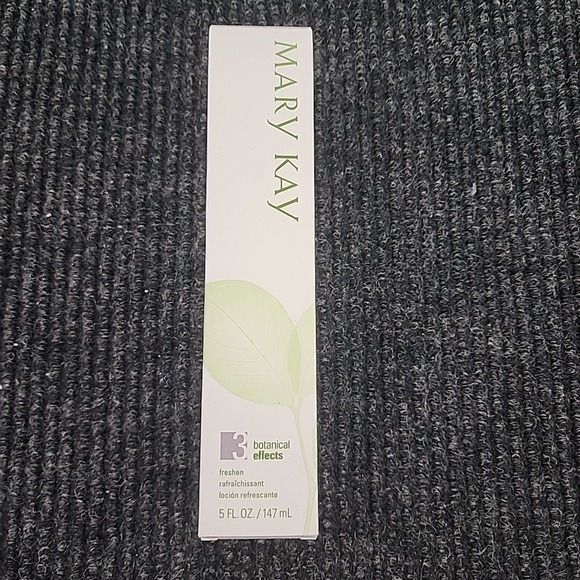 MARY KAY
3
botanical
effects
freshen
rafraîchissant
loción refrescante
5 FL. OZ. / 147 mL